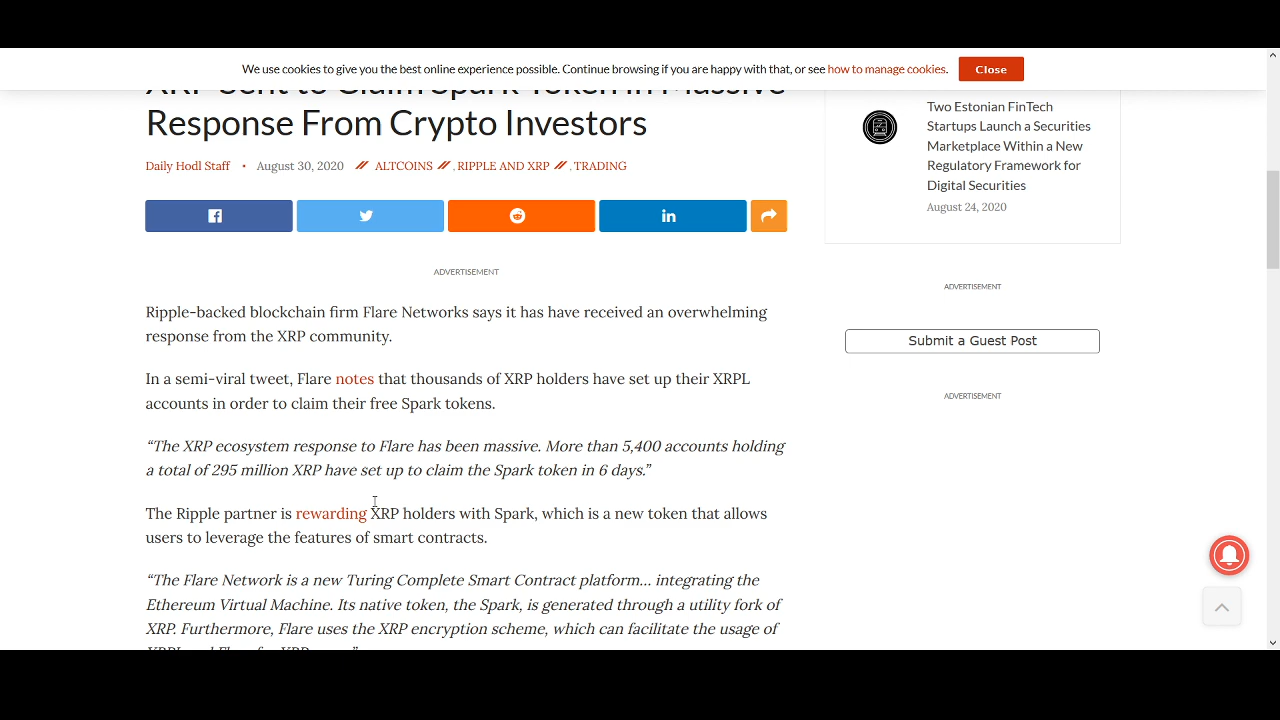 We use cookies to give you the best online experience possible. Continue browsing if you are happy with that, or see how to manage cookies.
Close
XRP Sent to Claim Spark Token in Massive
Response From Crypto Investors
Daily Hodl Staff • August 30, 2020 // ALTCOINS // , RIPPLE AND XRP // , TRADING
ADVERTISEMENT
Ripple-backed blockchain firm Flare Networks says it has have received an overwhelming
response from the XRP community.
In a semi-viral tweet, Flare notes that thousands of XRP holders have set up their XRPL
accounts in order to claim their free Spark tokens.
“The XRP ecosystem response to Flare has been massive. More than 5,400 accounts holding
a total of 295 million XRP have set up to claim the Spark token in 6 days.”
The Ripple partner is rewarding XRP holders with Spark, which is a new token that allows
users to leverage the features of smart contracts.
“The Flare Network is a new Turing Complete Smart Contract platform… integrating the
Ethereum Virtual Machine. Its native token, the Spark, is generated through a utility fork of
XRP. Furthermore, Flare uses the XRP encryption scheme, which can facilitate the usage of
Two Estonian FinTech
Startups Launch a Securities
Marketplace Within a New
Regulatory Framework for
Digital Securities
August 24, 2020
ADVERTISEMENT
Submit a Guest Post
ADVERTISEMENT